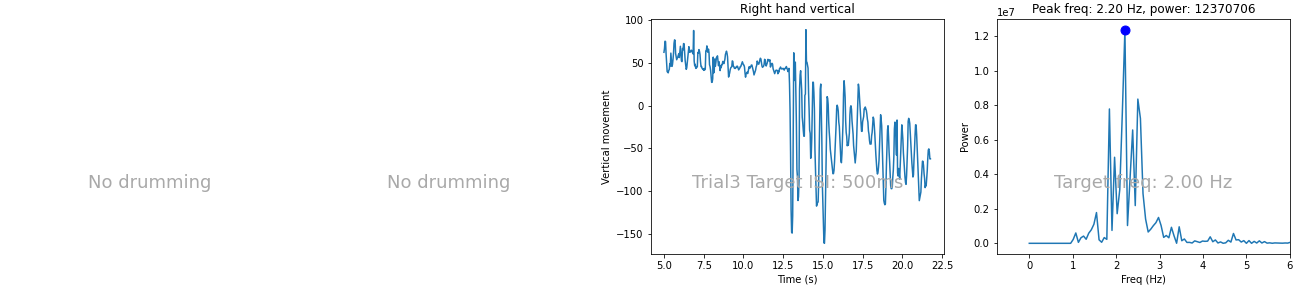 No drumming
No drumming
Right hand vertical
Vertical movement
100
50
0
−50
−100
−150
Trial3 Target ISI: 500ms
5.0 7.5 10.0 12.5 15.0 17.5 20.0 22.5
Time (s)
Peak freq: 2.20 Hz, power: 12370706
1e7
Power
1.2
1.0
0.8
0.6
0.4
0.2
0.0
Target freq: 2.00 Hz
0 1 2 3 4 5 6
Freq (Hz)